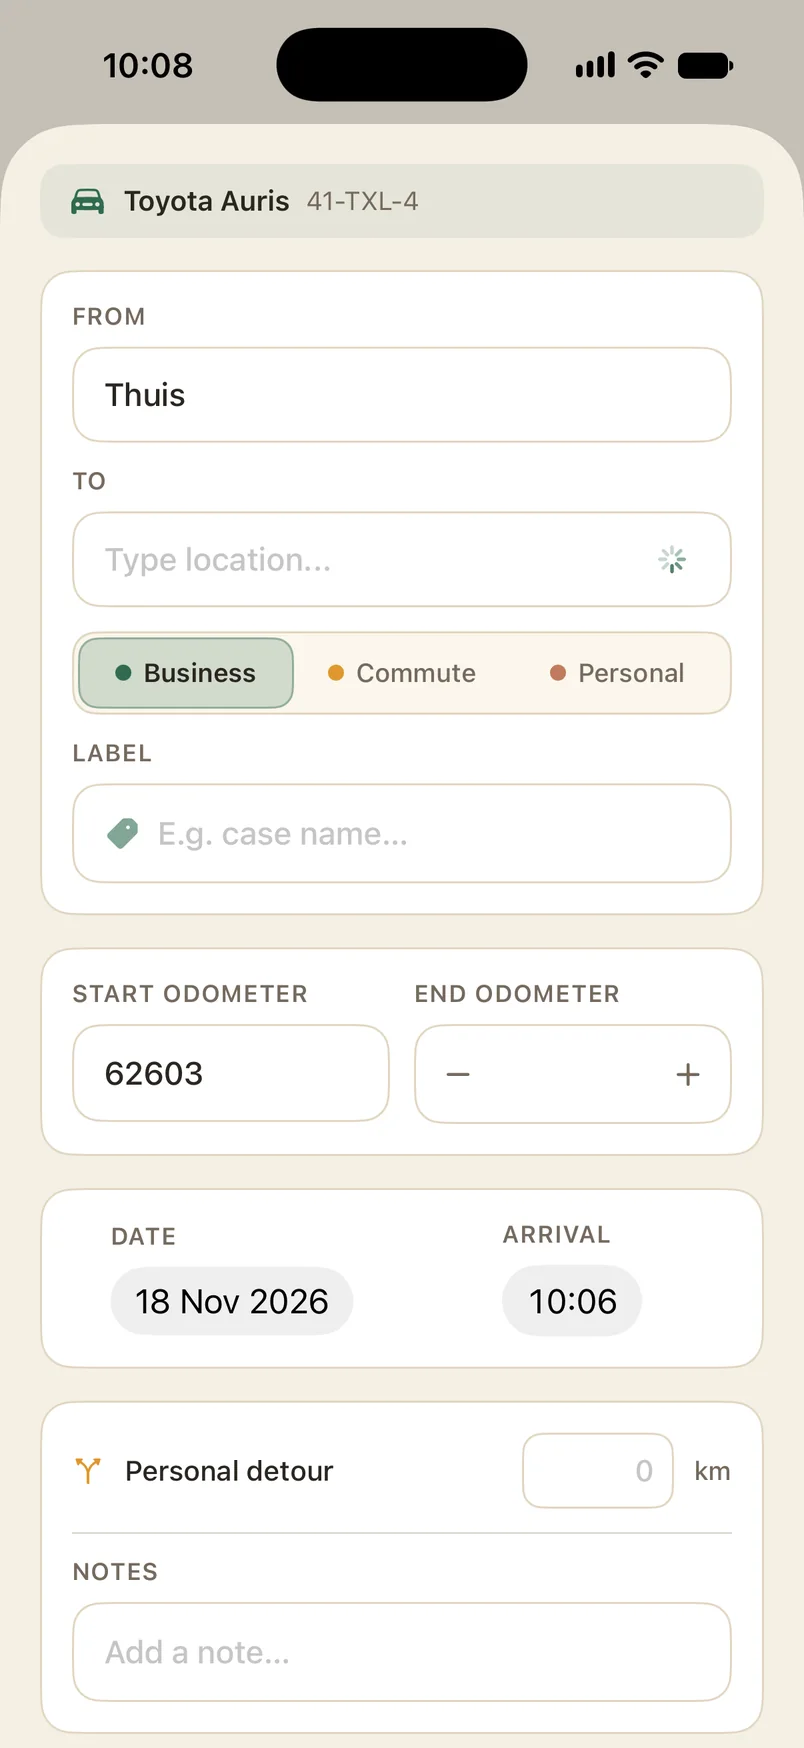 10:08
Toyota Auris 41-TXL-4
FROM
Thuis
TO
Type location...
Business Commute Personal
LABEL
E.g. case name...
START ODOMETER END ODOMETER
62603 − +
DATE ARRIVAL
18 Nov 2026 10:06
Personal detour 0 km
NOTES
Add a note...